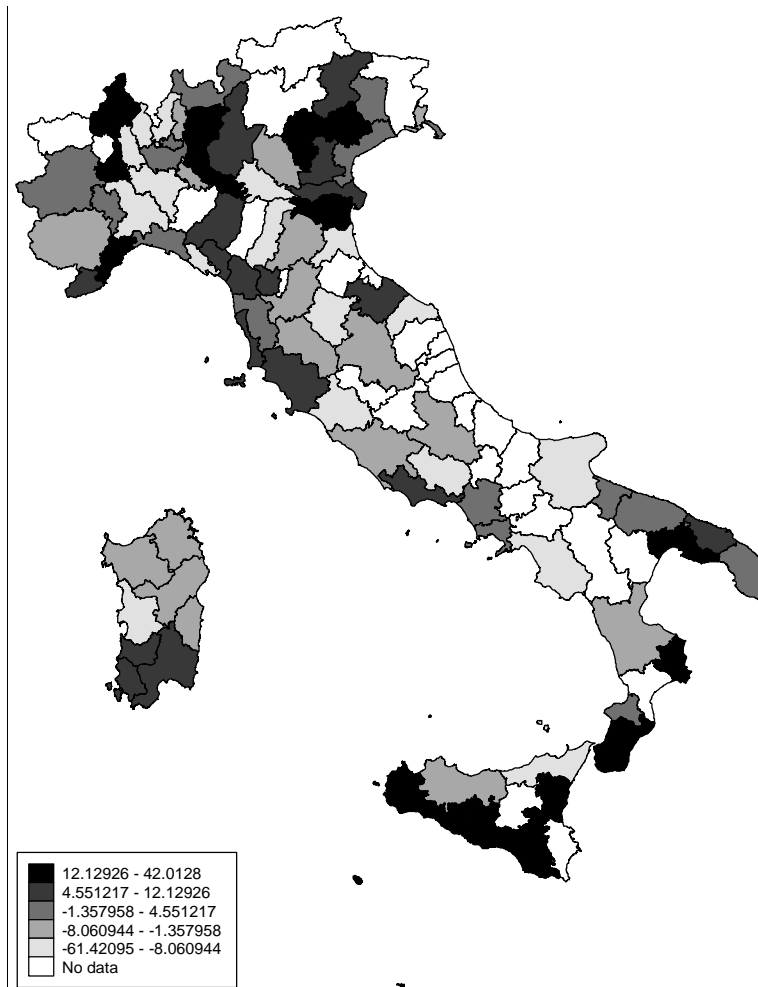 12.12926 - 42.0128
4.551217 - 12.12926
-1.357958 - 4.551217
-8.060944 - -1.357958
-61.42095 - -8.060944
No data